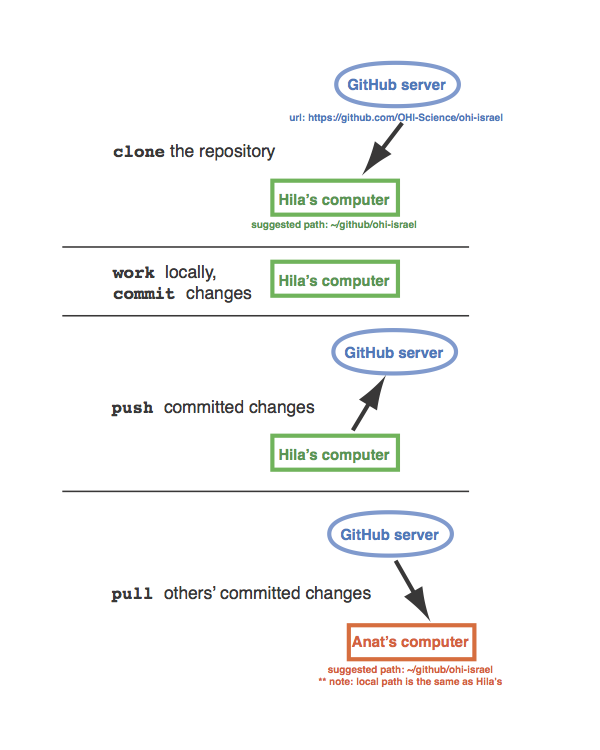 GitHub server
url: https://github.com/OHI-Science/ohi-israel
clone the repository
Hila's computer
suggested path: ~/github/ohi-israel
work locally,
commit changes
Hila's computer
GitHub server
push committed changes
Hila's computer
GitHub server
pull others' committed changes
Anat's computer
suggested path: ~/github/ohi-israel
** note: local path is the same as Hila's